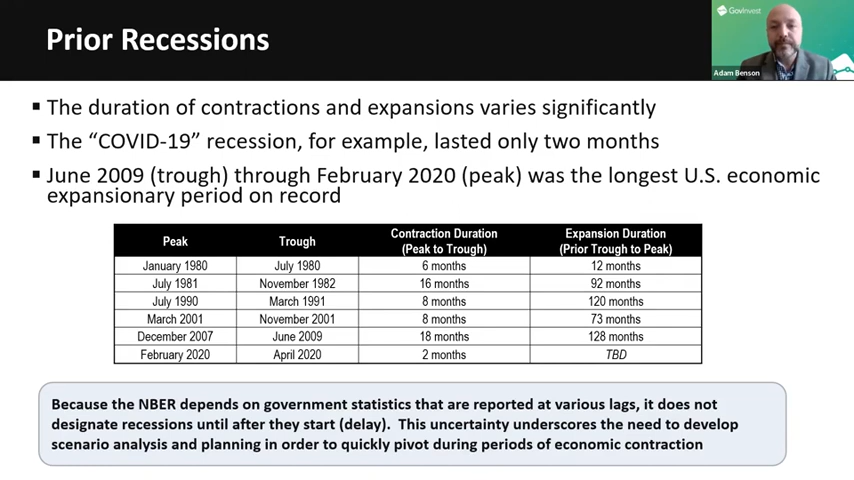 Prior Recessions
GovInvest
Adam Benson
▪ The duration of contractions and expansions varies significantly
▪ The “COVID-19” recession, for example, lasted only two months
▪ June 2009 (trough) through February 2020 (peak) was the longest U.S. economic
expansionary period on record
Peak Trough Contraction Duration (Peak to Trough) Expansion Duration (Prior Trough to Peak)
January 1980 July 1980 6 months 12 months
July 1981 November 1982 16 months 92 months
July 1990 March 1991 8 months 120 months
March 2001 November 2001 8 months 73 months
December 2007 June 2009 18 months 128 months
February 2020 April 2020 2 months TBD
Because the NBER depends on government statistics that are reported at various lags, it does not
designate recessions until after they start (delay). This uncertainty underscores the need to develop
scenario analysis and planning in order to quickly pivot during periods of economic contraction